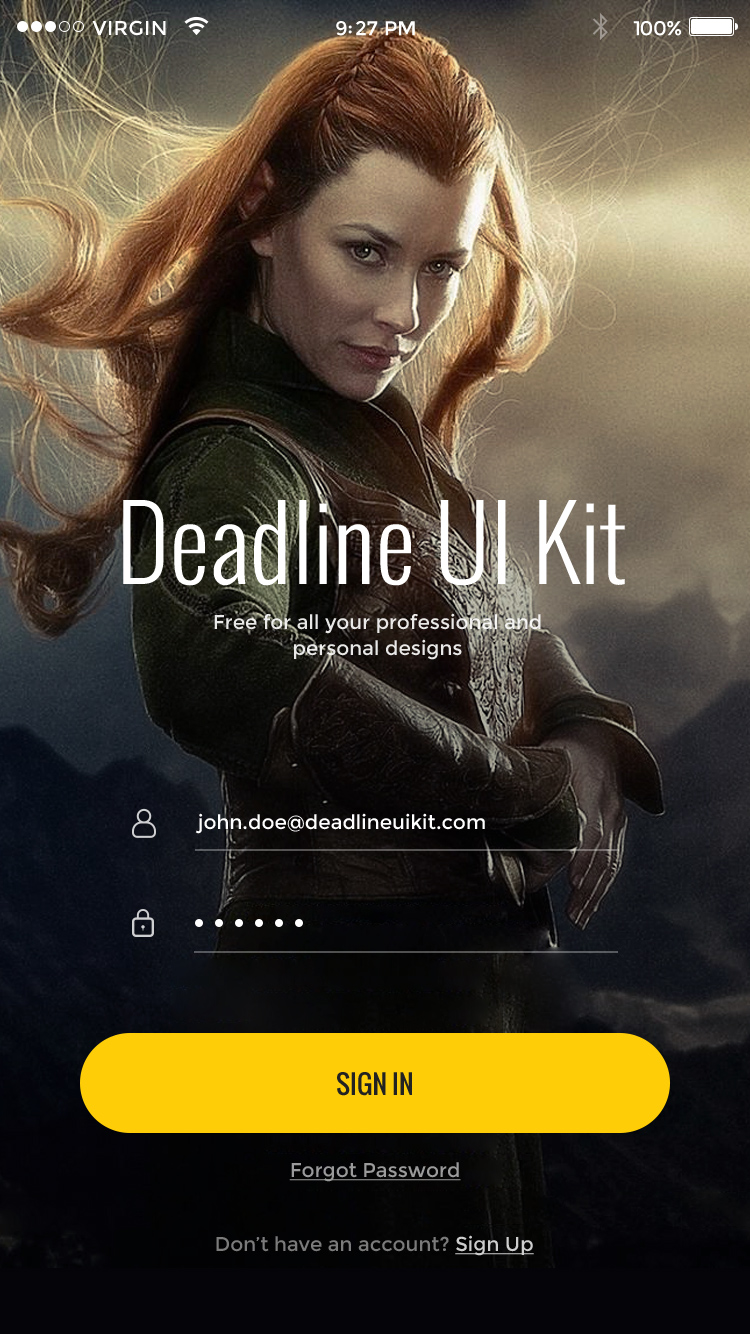 VIRGIN 9:27 PM 100%
Deadline UI Kit
Free for all your professional and
personal designs
john.doe@deadlineuikit.com
SIGN IN
Forgot Password
Don’t have an account? Sign Up